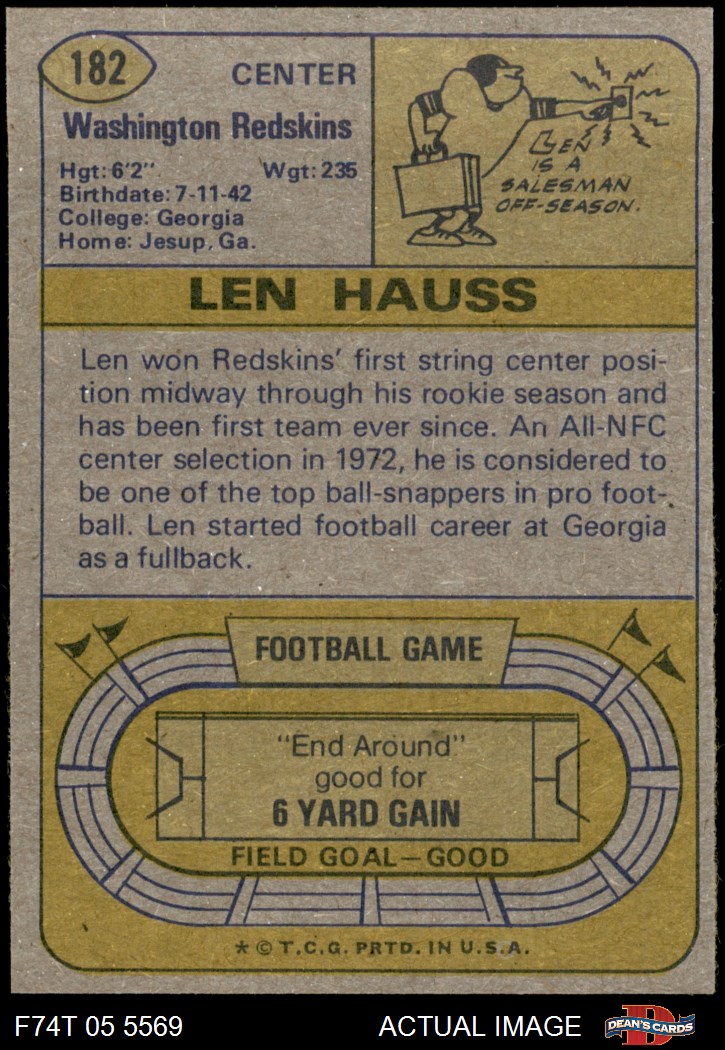 182
CENTER
Washington Redskins
Hgt: 6'2" Wgt: 235
Birthdate: 7-11-42
College: Georgia
Home: Jesup, Ga.
LEN
IS A
SALESMAN
OFF-SEASON.
LEN HAUSS
Len won Redskins' first string center posi-
tion midway through his rookie season and
has been first team ever since. An All-NFC
center selection in 1972, he is considered to
be one of the top ball-snappers in pro foot-
ball. Len started football career at Georgia
as a fullback.
FOOTBALL GAME
"End Around"
good for
6 YARD GAIN
FIELD GOAL—GOOD
* © T.C.G. PRTD. IN U.S.A.
F74T 05 5569
ACTUAL IMAGE
DEAN'S CARDS